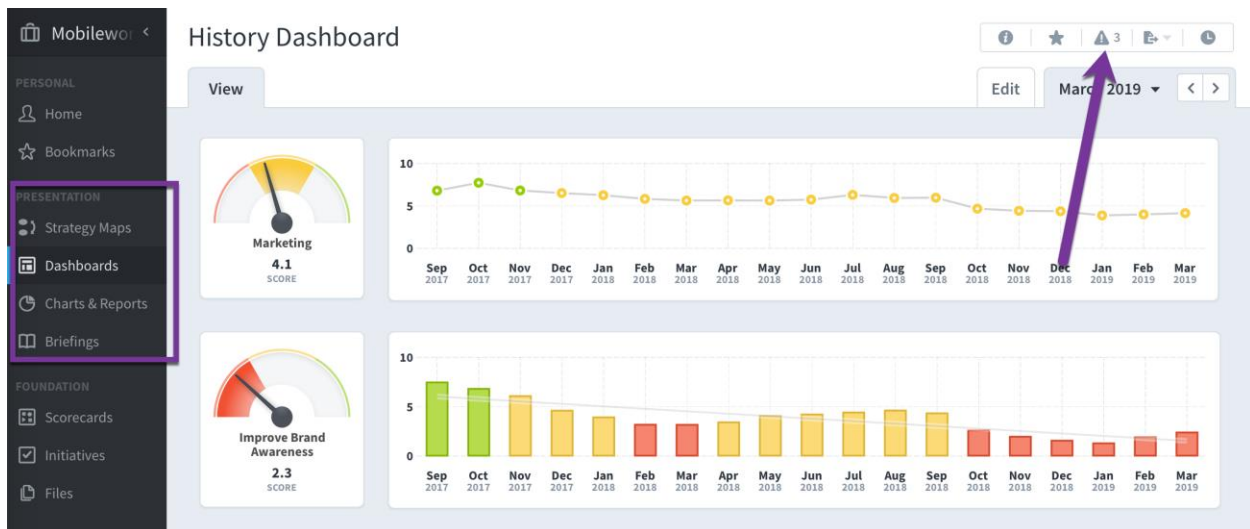 Mobilewor
PERSONAL
Home
Bookmarks
PRESENTATION
Strategy Maps
Dashboards
Charts & Reports
Briefings
FOUNDATION
Scorecards
Initiatives
Files
History Dashboard
3
View
Edit
March 2019
Marketing
4.1
SCORE
10
5
0
Sep Oct Nov Dec Jan Feb Mar Apr May Jun Jul Aug Sep Oct Nov Dec Jan Feb Mar
2017 2017 2017 2017 2018 2018 2018 2018 2018 2018 2018 2018 2018 2018 2018 2018 2019 2019 2019
Improve Brand
Awareness
2.3
SCORE
10
5
0
Sep Oct Nov Dec Jan Feb Mar Apr May Jun Jul Aug Sep Oct Nov Dec Jan Feb Mar
2017 2017 2017 2017 2018 2018 2018 2018 2018 2018 2018 2018 2018 2018 2018 2018 2019 2019 2019